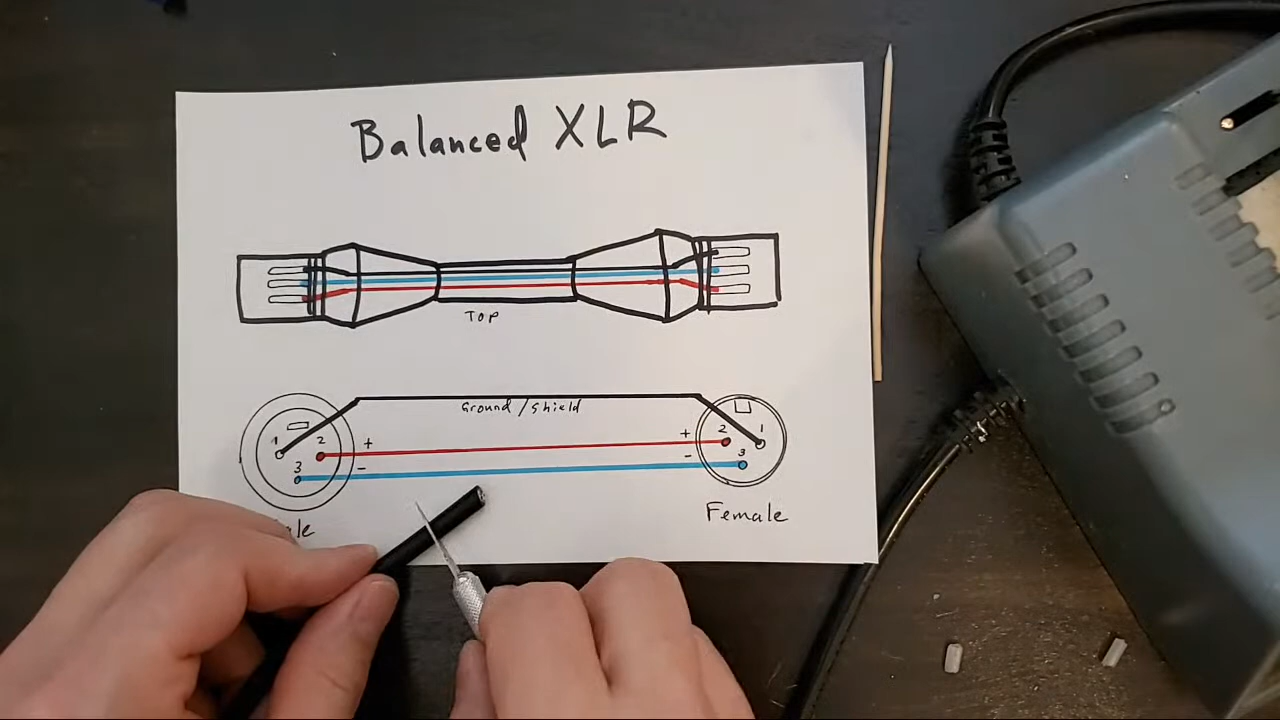 Balanced XLR
TOP
Ground/Shield
1 2 + + 2 1
3 - - 3
Female